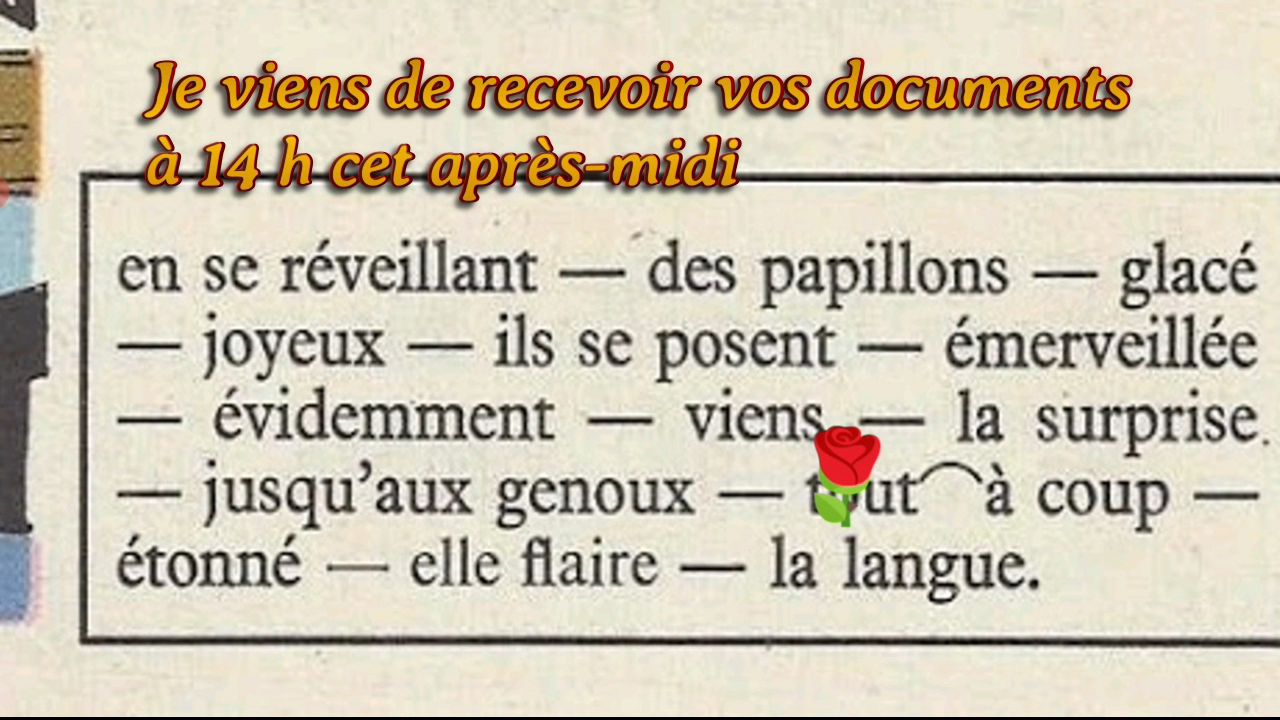 Je viens de recevoir vos documents
à 14 h cet après-midi
en se réveillant — des papillons — glacé
— joyeux — ils se posent — émerveillée
— évidemment — viens — la surprise
— jusqu'aux genoux — à coup —
étonné — elle flaire — la langue.